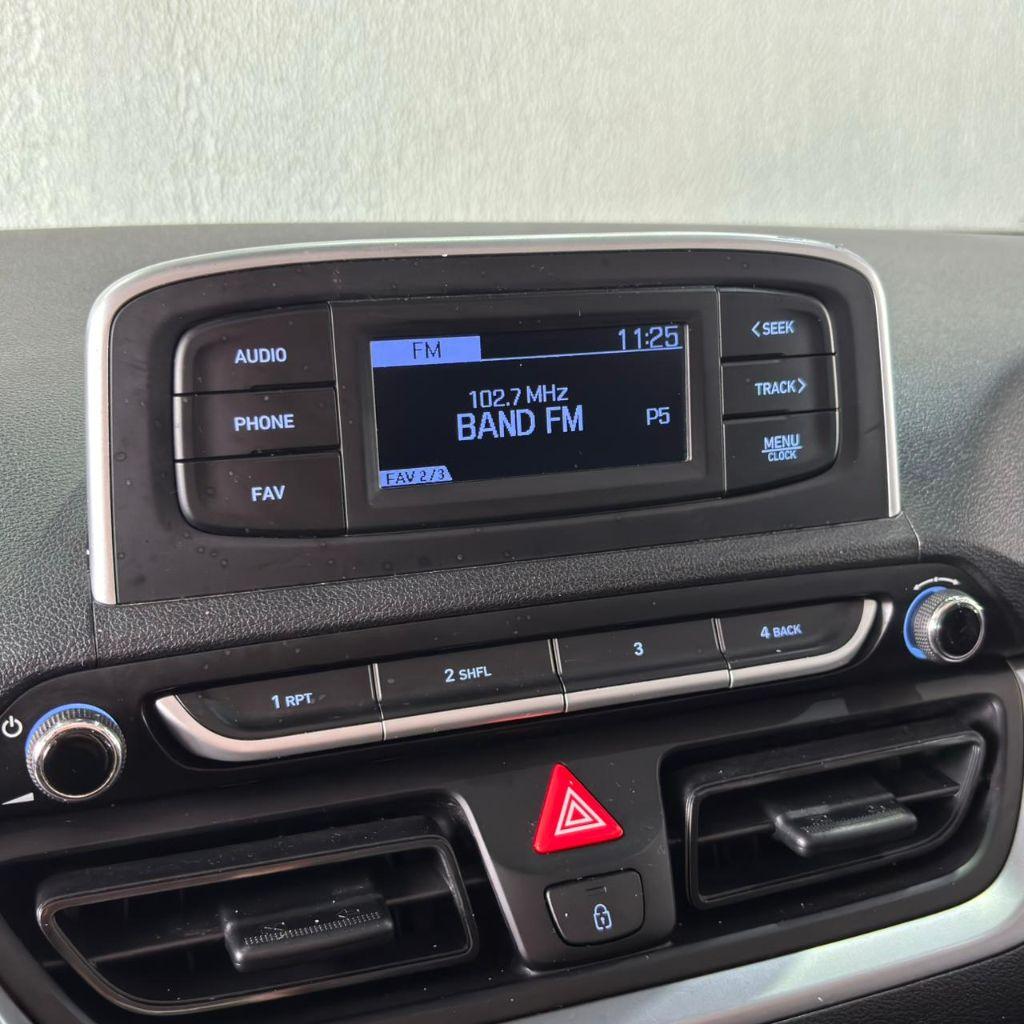 FM
11:25
102.7 MHz
BAND FM
P5
FAV 2/3
AUDIO
PHONE
FAV
<SEEK
TRACK>
MENU
CLOCK
1 RPT
2 SHFL
3
4 BACK